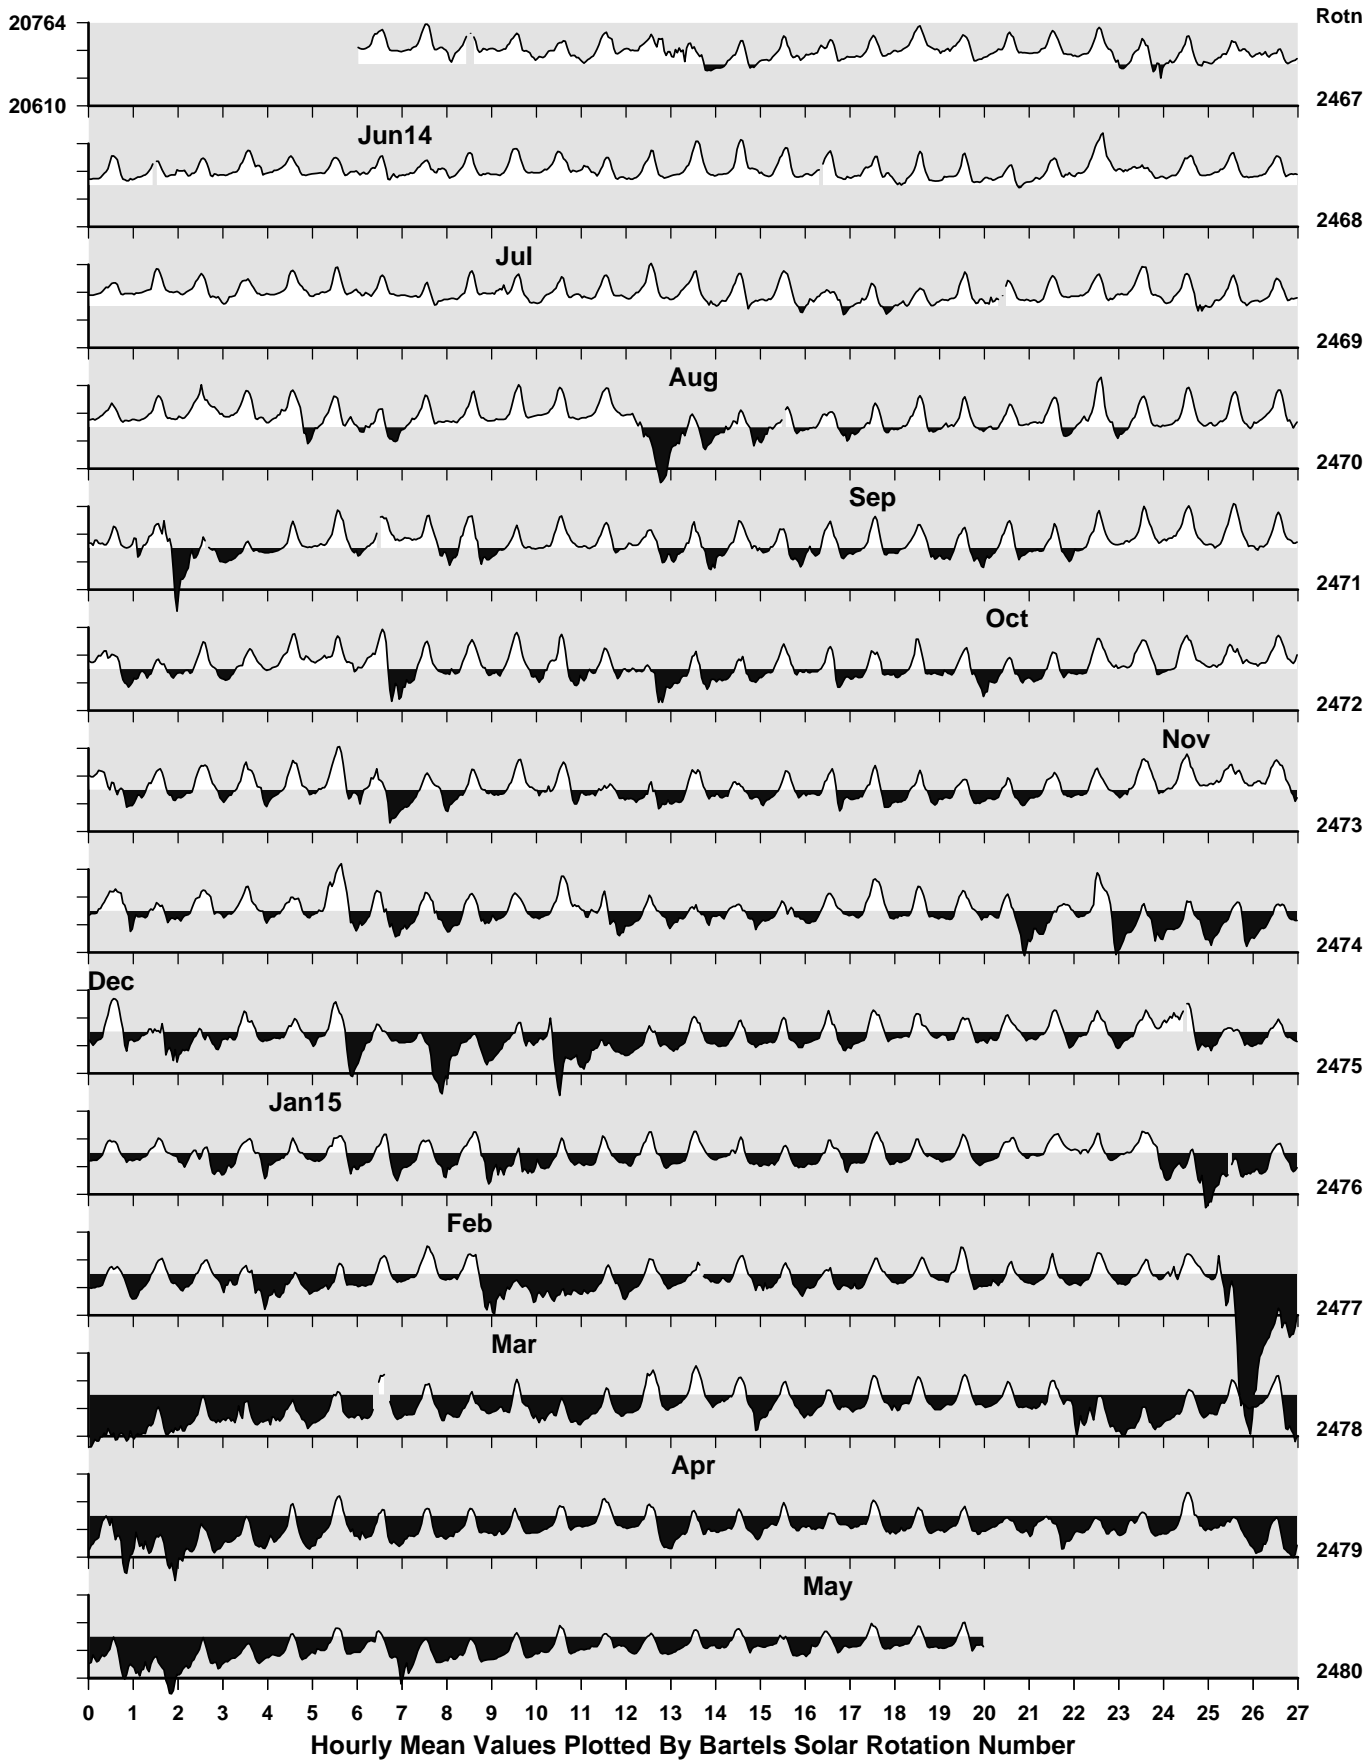 20764
Rotn
20610
2467
Jun14
2468
Jul
2469
Aug
2470
Sep
2471
Oct
2472
Nov
2473
2474
Dec
2475
Jan15
2476
Feb
2477
Mar
2478
Apr
2479
May
2480
0 1 2 3 4 5 6 7 8 9 10 11 12 13 14 15 16 17 18 19 20 21 22 23 24 25 26 27
Hourly Mean Values Plotted By Bartels Solar Rotation Number